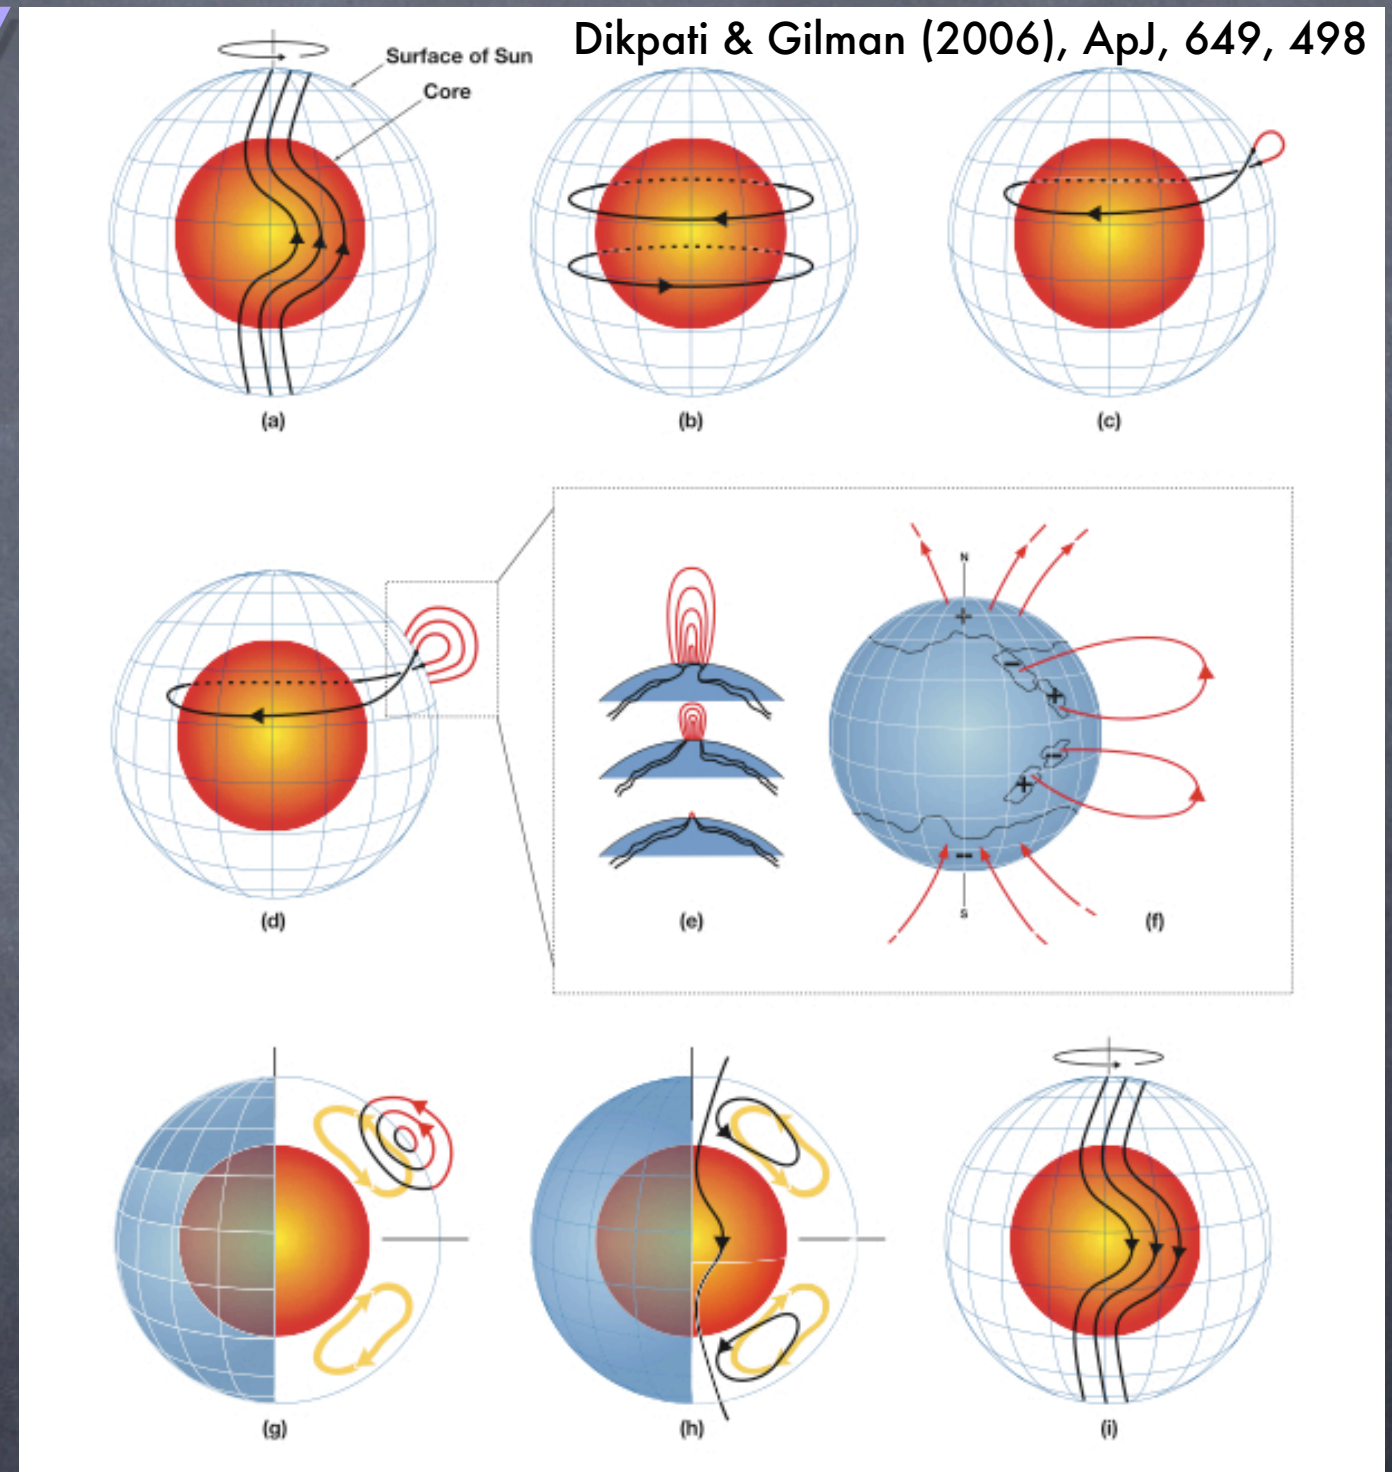 Dikpati & Gilman (2006), ApJ, 649, 498
Surface of Sun
Core
(a)
(b)
(c)
(d)
(e)
N
+
−
+
--
+
--
S
(f)
(g)
(h)
(i)